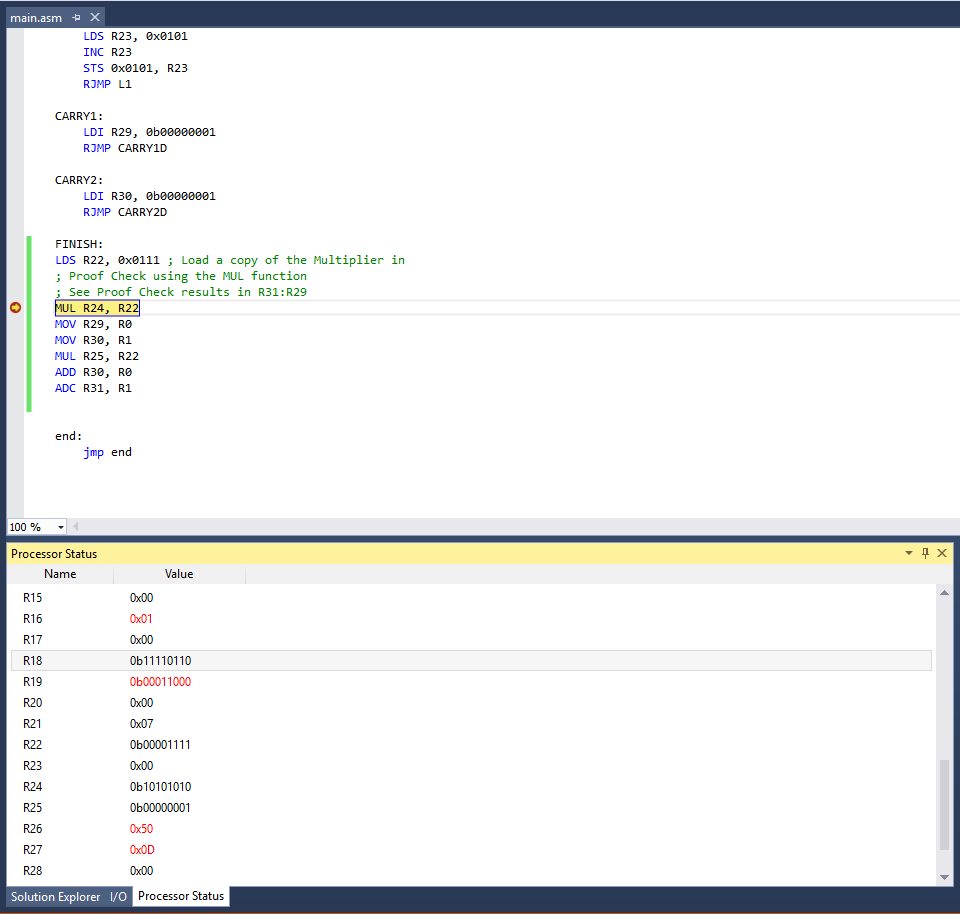 main.asm
LDS R23, 0x0101
INC R23
STS 0x0101, R23
RJMP L1
CARRY1:
LDI R29, 0b00000001
RJMP CARRY1D
CARRY2:
LDI R30, 0b00000001
RJMP CARRY2D
FINISH:
LDS R22, 0x0111 ; Load a copy of the Multiplier in
; Proof Check using the MUL function
; See Proof Check results in R31:R29
MUL R24, R22
MOV R29, R0
MOV R30, R1
MUL R25, R22
ADD R30, R0
ADC R31, R1
end:
jmp end
100 %
Processor Status
Name Value
R15 0x00
R16 0x01
R17 0x00
R18 0b11110110
R19 0b00011000
R20 0x00
R21 0x07
R22 0b00001111
R23 0x00
R24 0b10101010
R25 0b00000001
R26 0x50
R27 0x0D
R28 0x00
Solution Explorer I/O Processor Status